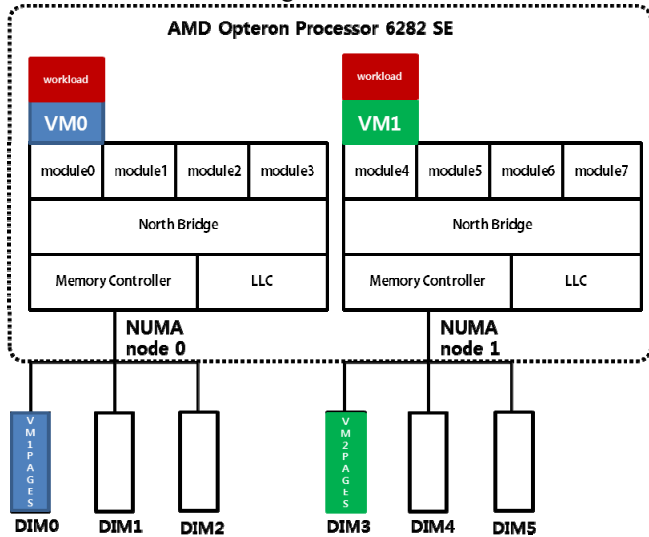 AMD Opteron Processor 6282 SE
workload
workload
VM0
VM1
module0 module1 module2 module3
module4 module5 module6 module7
North Bridge
North Bridge
Memory Controller LLC
Memory Controller LLC
NUMA
node 0
NUMA
node 1
VM1PAGES
VM2PAGES
DIM0 DIM1 DIM2 DIM3 DIM4 DIM5